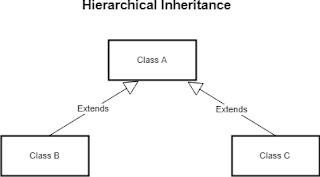 Hierarchical Inheritance
Class A
Extends
Extends
Class B
Class C